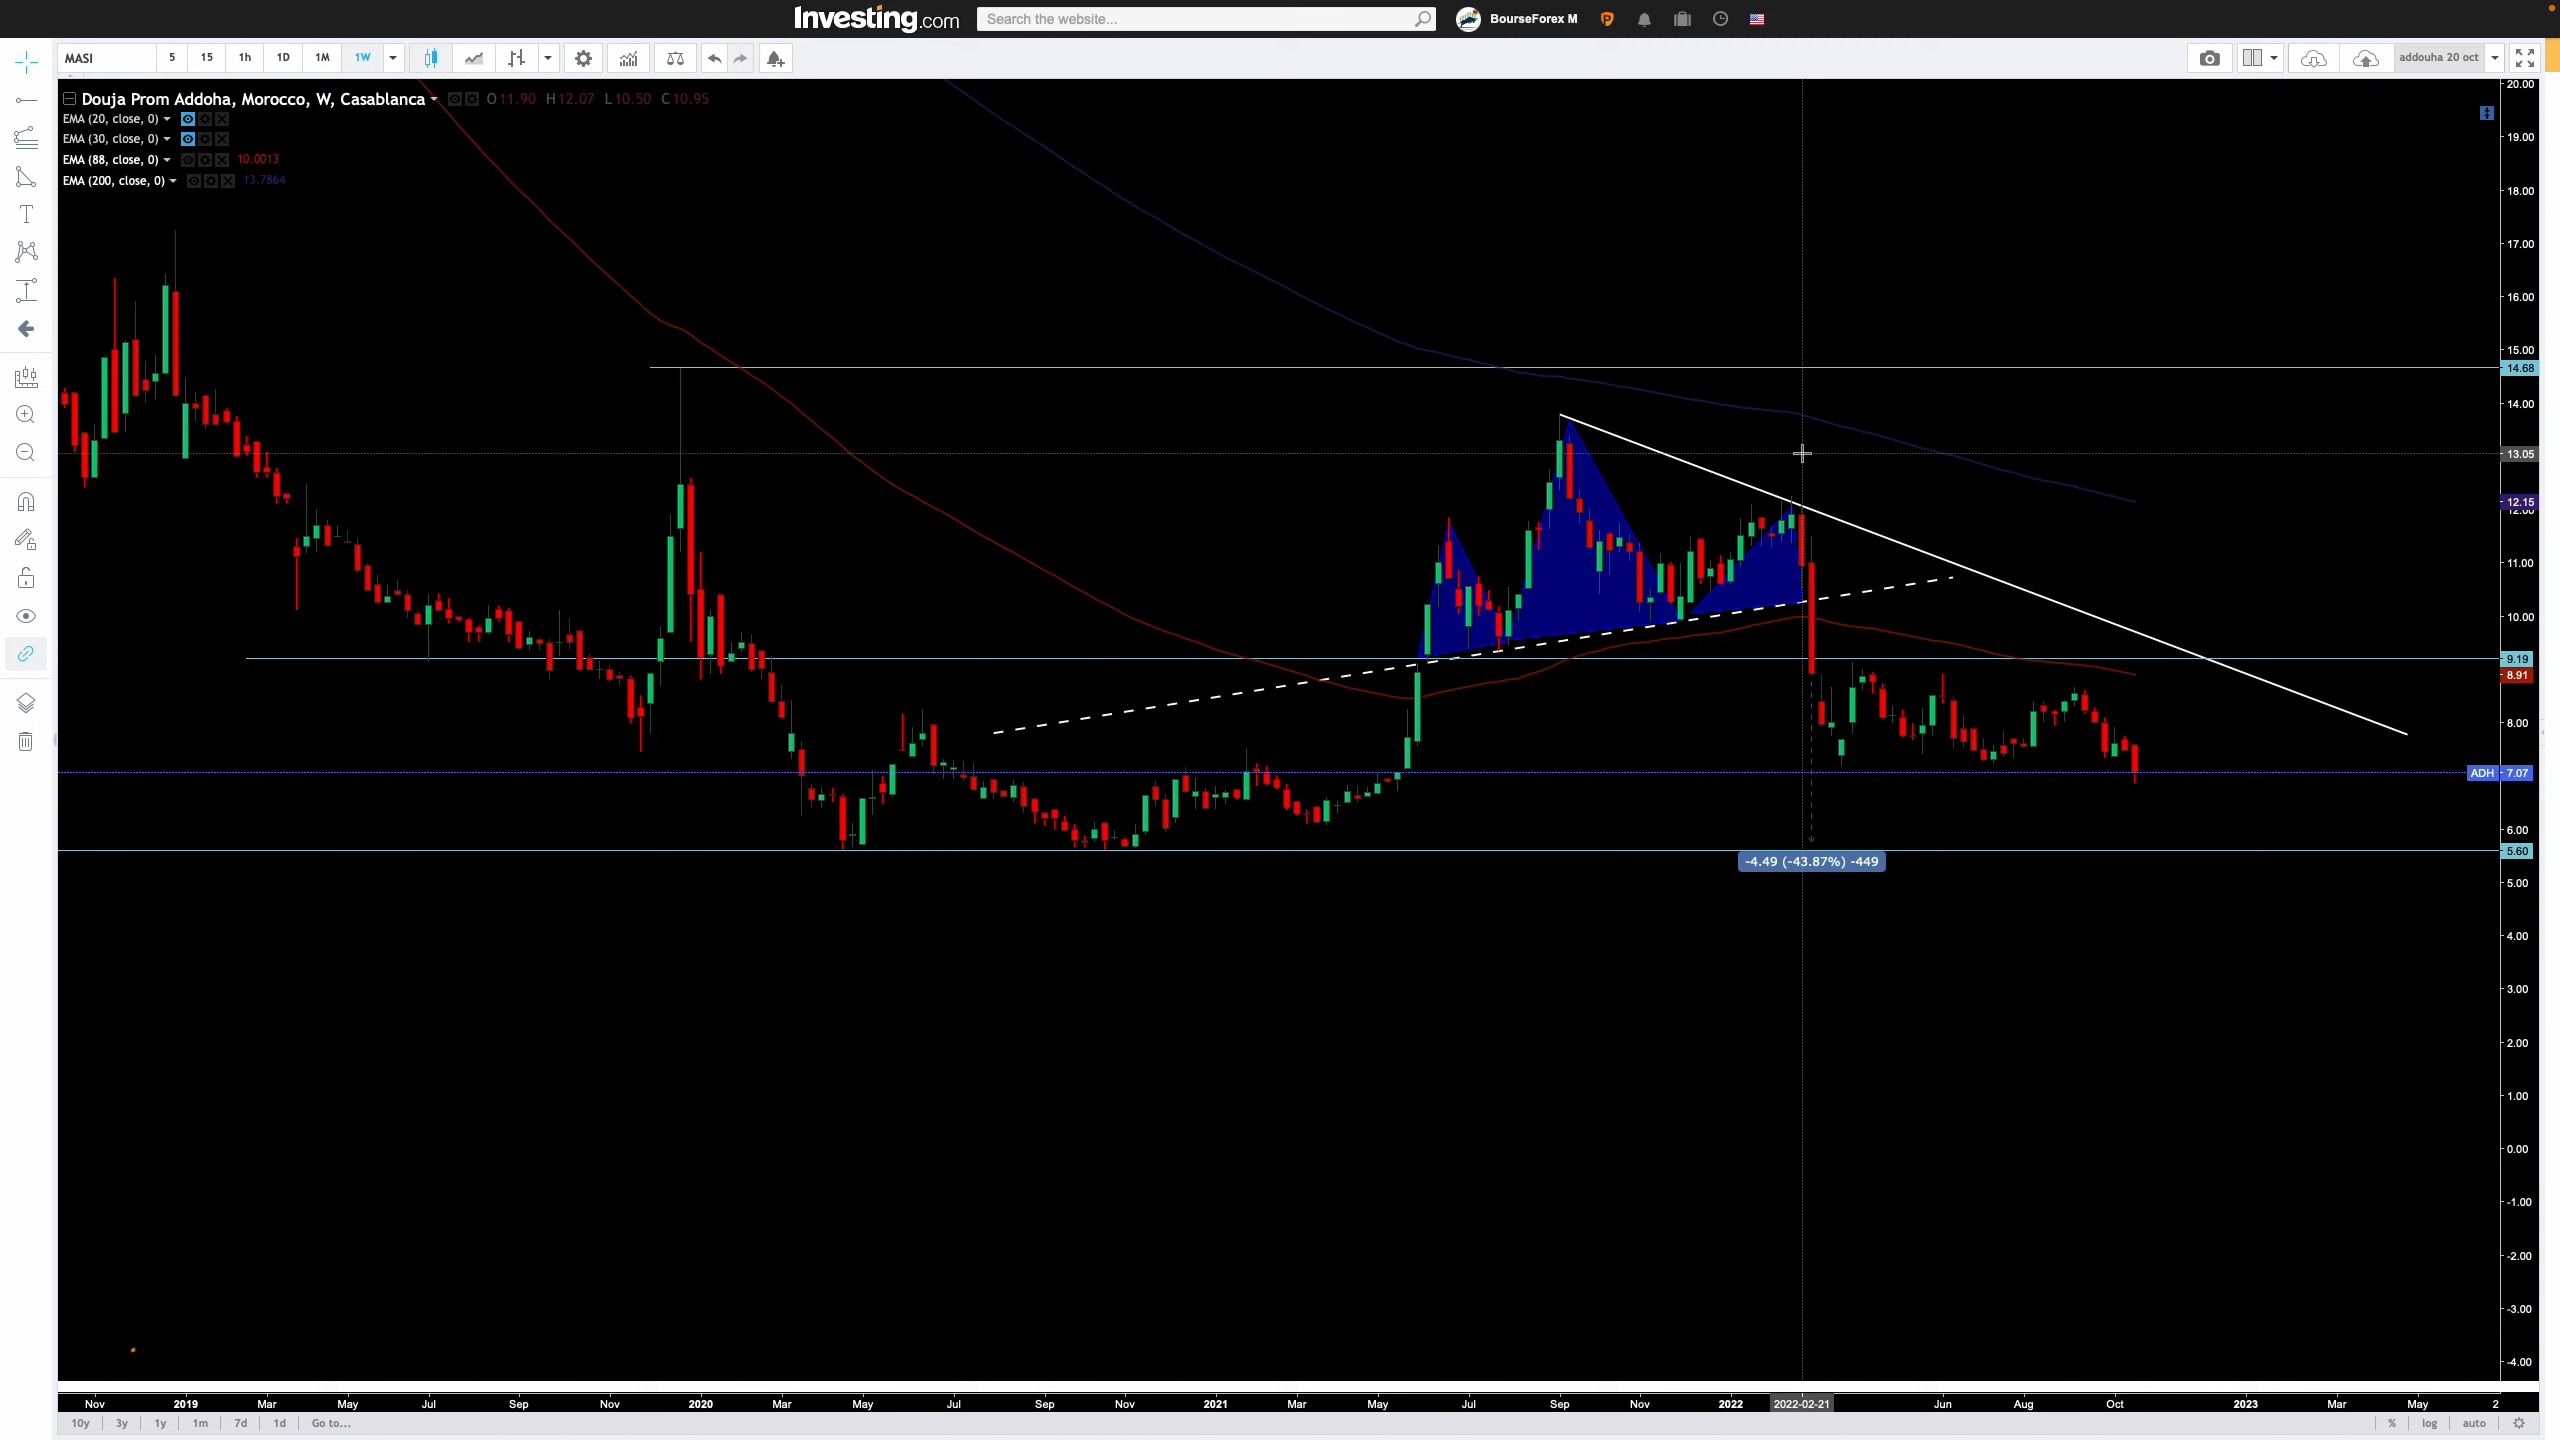 Investing.com
Search the website...
BourseForex M
MASI
5
15
1h
1D
1M
1W
addouha 20 oct
Douja Prom Addoha, Morocco, W, Casablanca
O11.90 H12.07 L10.50 C10.95
EMA (20, close, 0)
EMA (30, close, 0)
EMA (88, close, 0)
10.0013
EMA (200, close, 0)
13.7864
20.00
19.00
18.00
17.00
16.00
15.00
14.68
14.00
13.05
12.15
12.00
11.00
10.00
9.19
8.91
8.00
ADH
7.07
6.00
5.60
-4.49 (-43.87%) -449
5.00
4.00
3.00
2.00
1.00
0.00
-1.00
-2.00
-3.00
-4.00
Nov
2019
Mar
May
Jul
Sep
Nov
2020
Mar
May
Jul
Sep
Nov
2021
Mar
May
Jul
Sep
Nov
2022
2022-02-21
Jun
Aug
Oct
2023
Mar
May
2
10y
3y
1y
1m
7d
1d
Go to...
%
log
auto